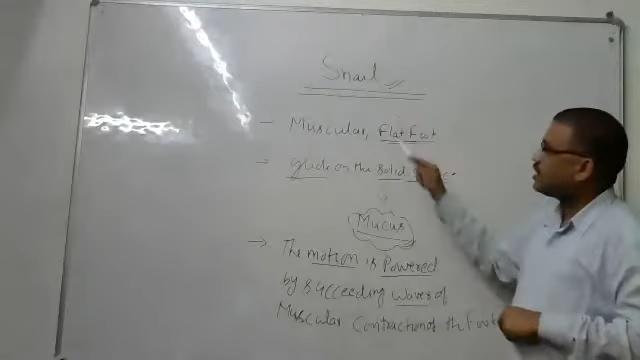 Snail
- Muscular, Flat Foot
- glide on the solid
Mucus
→ The motion is Powered
by succeeding waves of
Muscular Contraction of the Foot